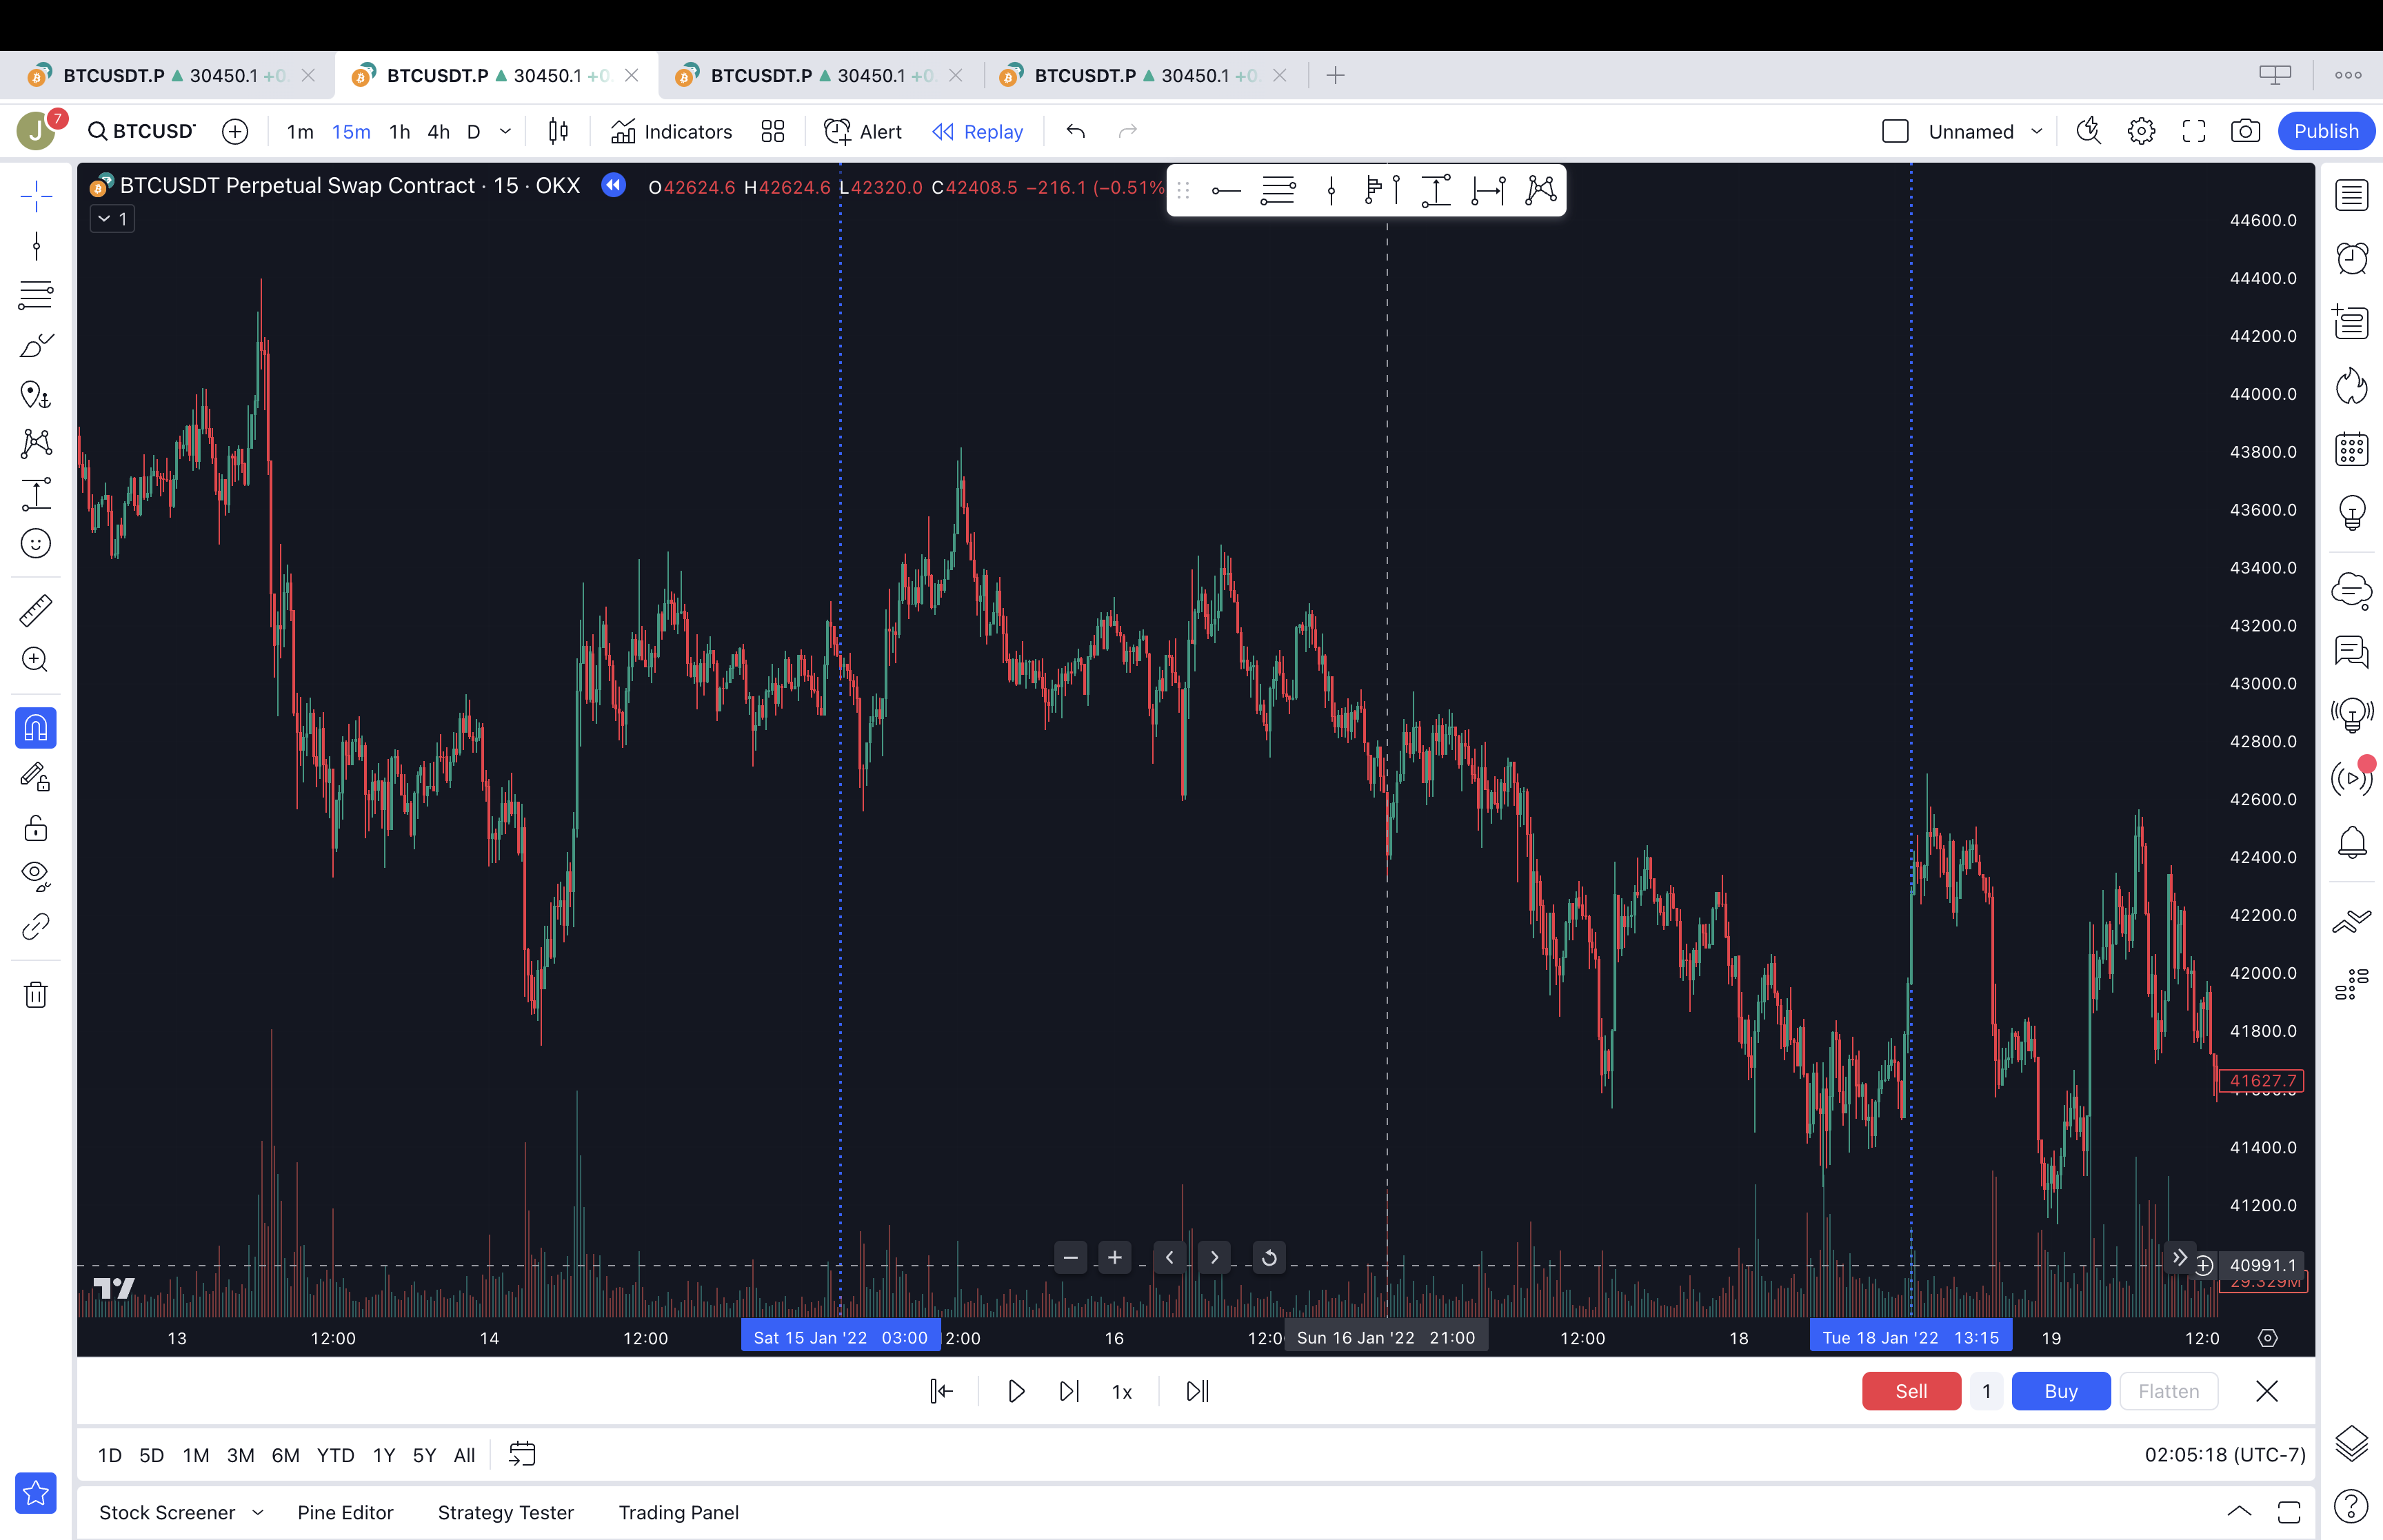 BTCUSDT.P ▲ 30450.1 +0.
BTCUSDT.P ▲ 30450.1 +0.
BTCUSDT.P ▲ 30450.1 +0.
BTCUSDT.P ▲ 30450.1 +0.
J 7 BTCUSD 1m 15m 1h 4h D Indicators Alert Replay Unnamed Publish
BTCUSDT Perpetual Swap Contract · 15 · OKX O42624.6 H42624.6 L42320.0 C42408.5 −216.1 (−0.51%
1
44600.0
44400.0
44200.0
44000.0
43800.0
43600.0
43400.0
43200.0
43000.0
42800.0
42600.0
42400.0
42200.0
42000.0
41800.0
41627.7
41400.0
41200.0
40991.1
29.329M
13 12:00 14 12:00 Sat 15 Jan '22 03:00 2:00 16 12:0 Sun 16 Jan '22 21:00 12:00 18 Tue 18 Jan '22 13:15 19 12:0
1x Sell 1 Buy Flatten
1D 5D 1M 3M 6M YTD 1Y 5Y All 02:05:18 (UTC-7)
Stock Screener Pine Editor Strategy Tester Trading Panel